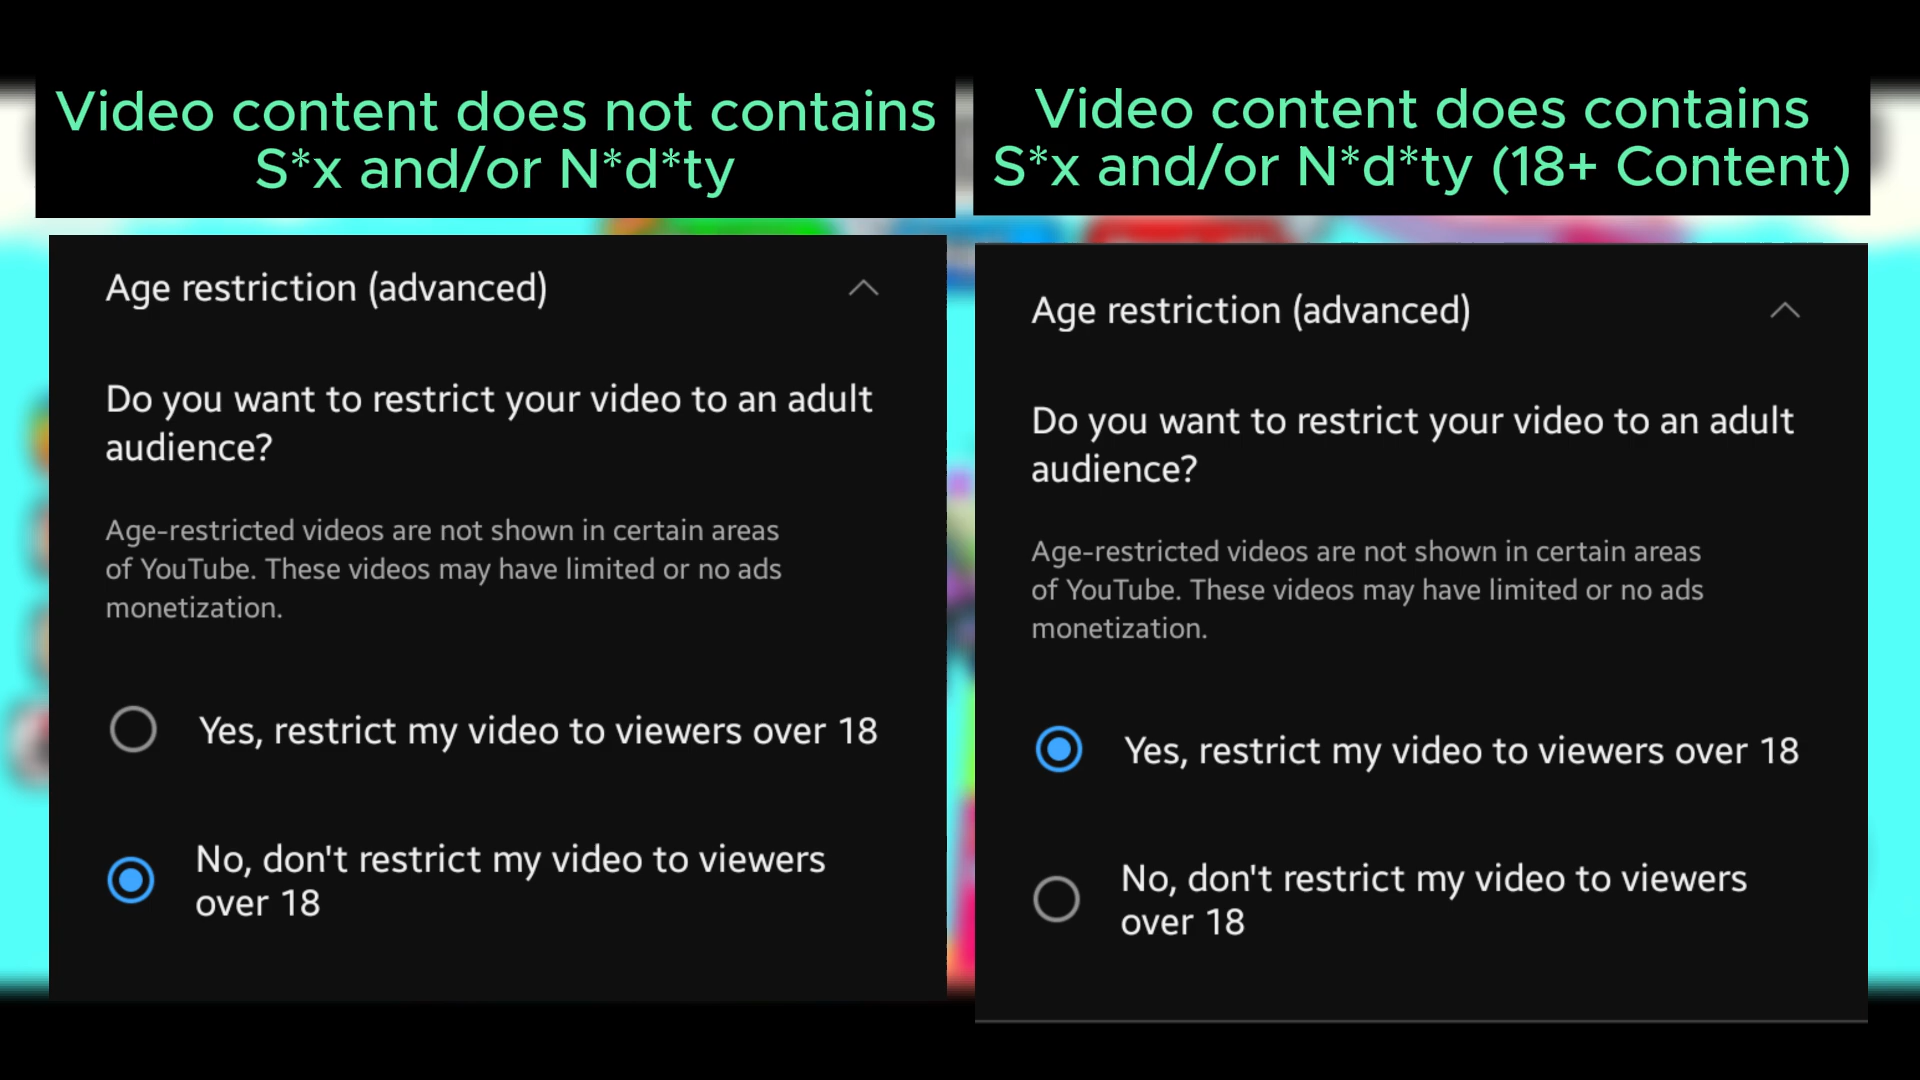 Video content does not contains
S*x and/or N*d*ty
Age restriction (advanced)
Do you want to restrict your video to an adult
audience?
Age-restricted videos are not shown in certain areas
of YouTube. These videos may have limited or no ads
monetization.
Yes, restrict my video to viewers over 18
No, don't restrict my video to viewers
over 18
Video content does contains
S*x and/or N*d*ty (18+ Content)
Age restriction (advanced)
Do you want to restrict your video to an adult
audience?
Age-restricted videos are not shown in certain areas
of YouTube. These videos may have limited or no ads
monetization.
Yes, restrict my video to viewers over 18
No, don't restrict my video to viewers
over 18